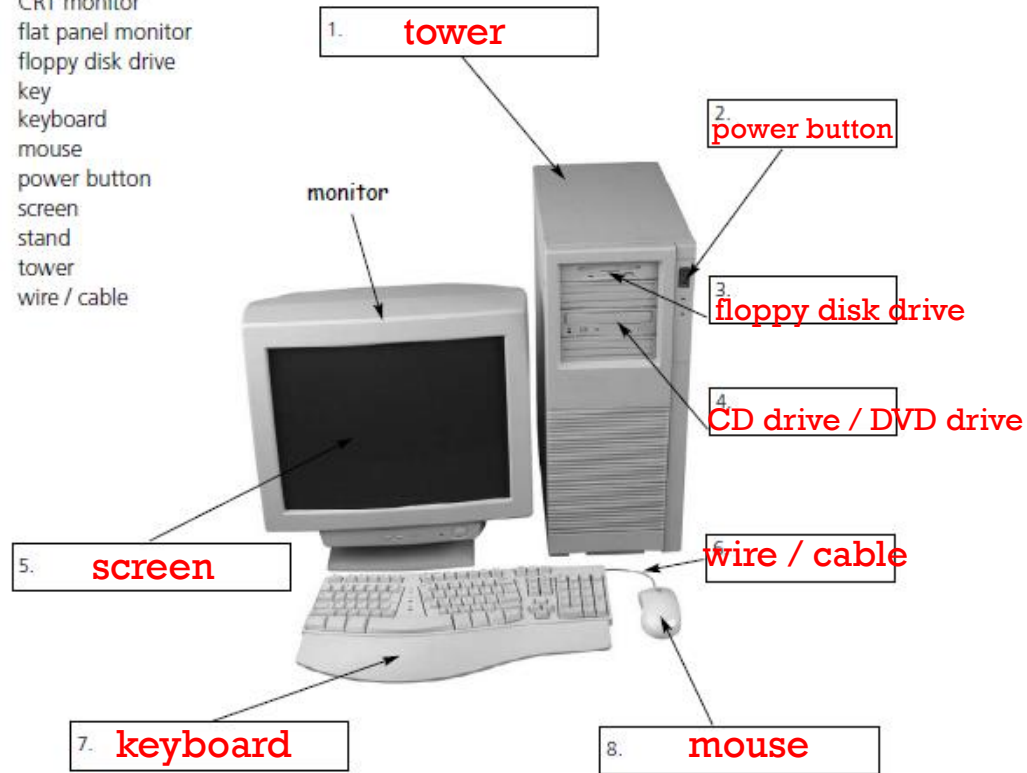 CRT monitor
flat panel monitor
floppy disk drive
key
keyboard
mouse
power button
screen
stand
tower
wire / cable
1. tower
2. power button
monitor
3. floppy disk drive
4. CD drive / DVD drive
5. screen
6. wire / cable
7. keyboard
8. mouse